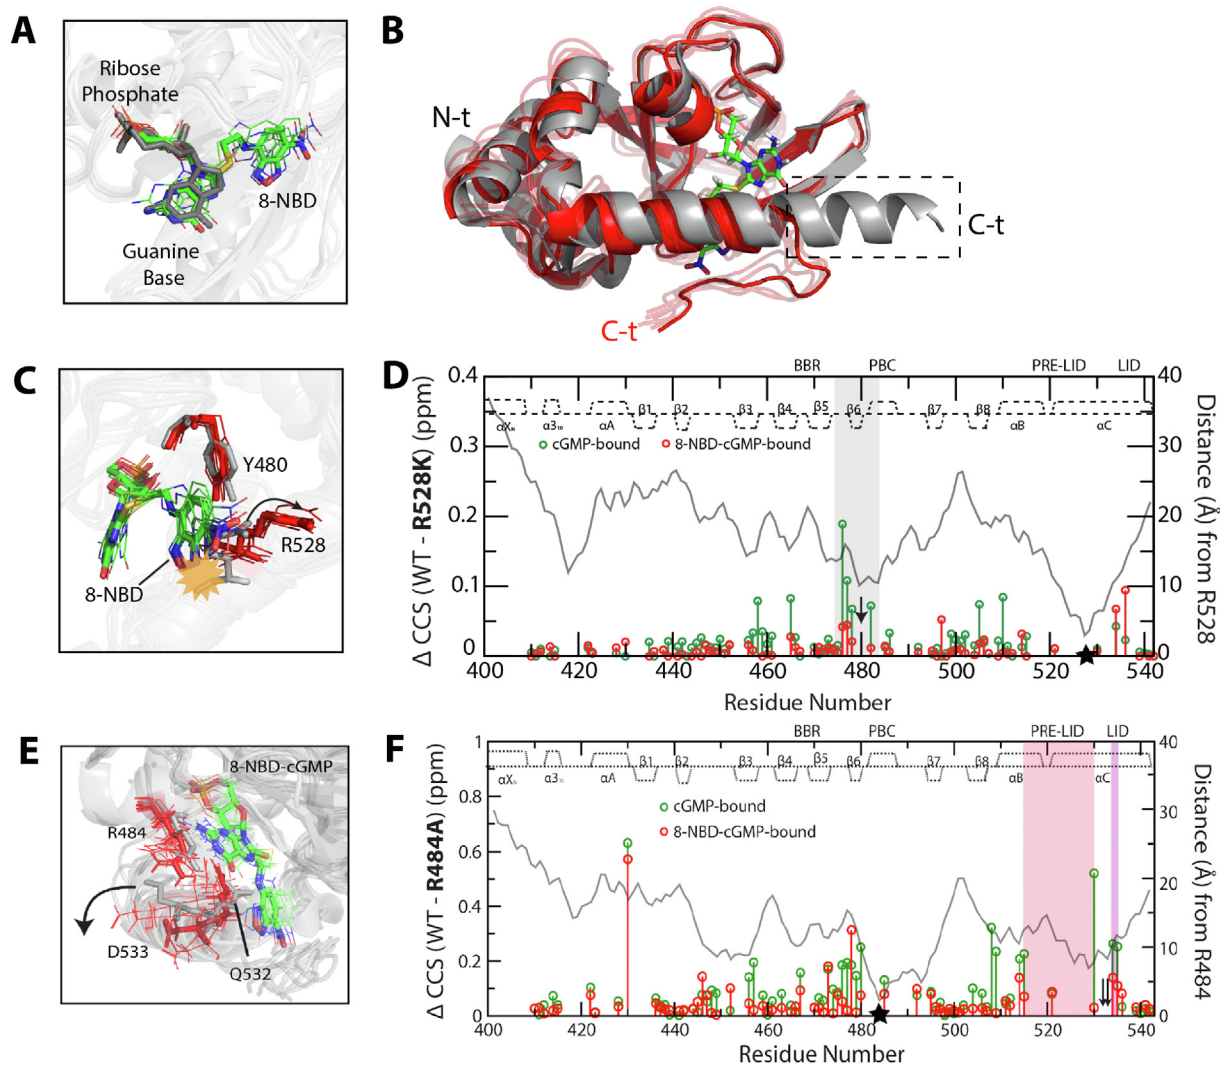 A
Ribose
Phosphate
8-NBD
Guanine
Base
B
N-t
C-t
C-t
C
Y480
R528
8-NBD
D
BBR PBC PRE-LID LID
0.4 40
β1 β2 β3 β4 β5 β6 β7 β8
αXₙ α3₁₀ αA αB αC
cGMP-bound 8-NBD-cGMP-bound
0.3 30
0.2 20
0.1 10
0 0
400 420 440 460 480 500 520 540
Residue Number
Δ CCS (WT - R528K) (ppm)
Distance (Å) from R528
E
8-NBD-cGMP
R484
D533
Q532
F
BBR PBC PRE-LID LID
1 40
β1 β2 β3 β4 β5 β6 β7 β8
αXₙ α3₁₀ αA αB αC
cGMP-bound
8-NBD-cGMP-bound
0.8 30
0.6
0.4 20
0.2 10
0 0
400 420 440 460 480 500 520 540
Residue Number
Δ CCS (WT - R484A) (ppm)
Distance (Å) from R484